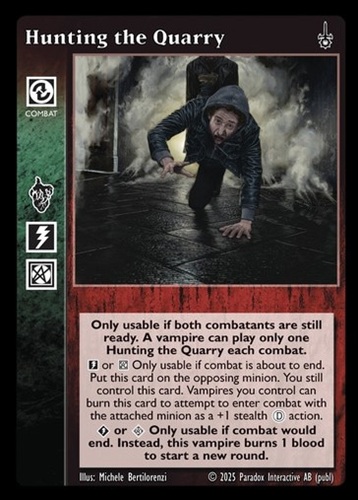 Hunting the Quarry
COMBAT
Only usable if both combatants are still
ready. A vampire can play only one
Hunting the Quarry each combat.
or Only usable if combat is about to end.
Put this card on the opposing minion. You still
control this card. Vampires you control can
burn this card to attempt to enter combat with
the attached minion as a +1 stealth D action.
or Only usable if combat would
end. Instead, this vampire burns 1 blood
to start a new round.
Illus: Michele Bertilorenzi © 2025 Paradox Interactive AB (publ)